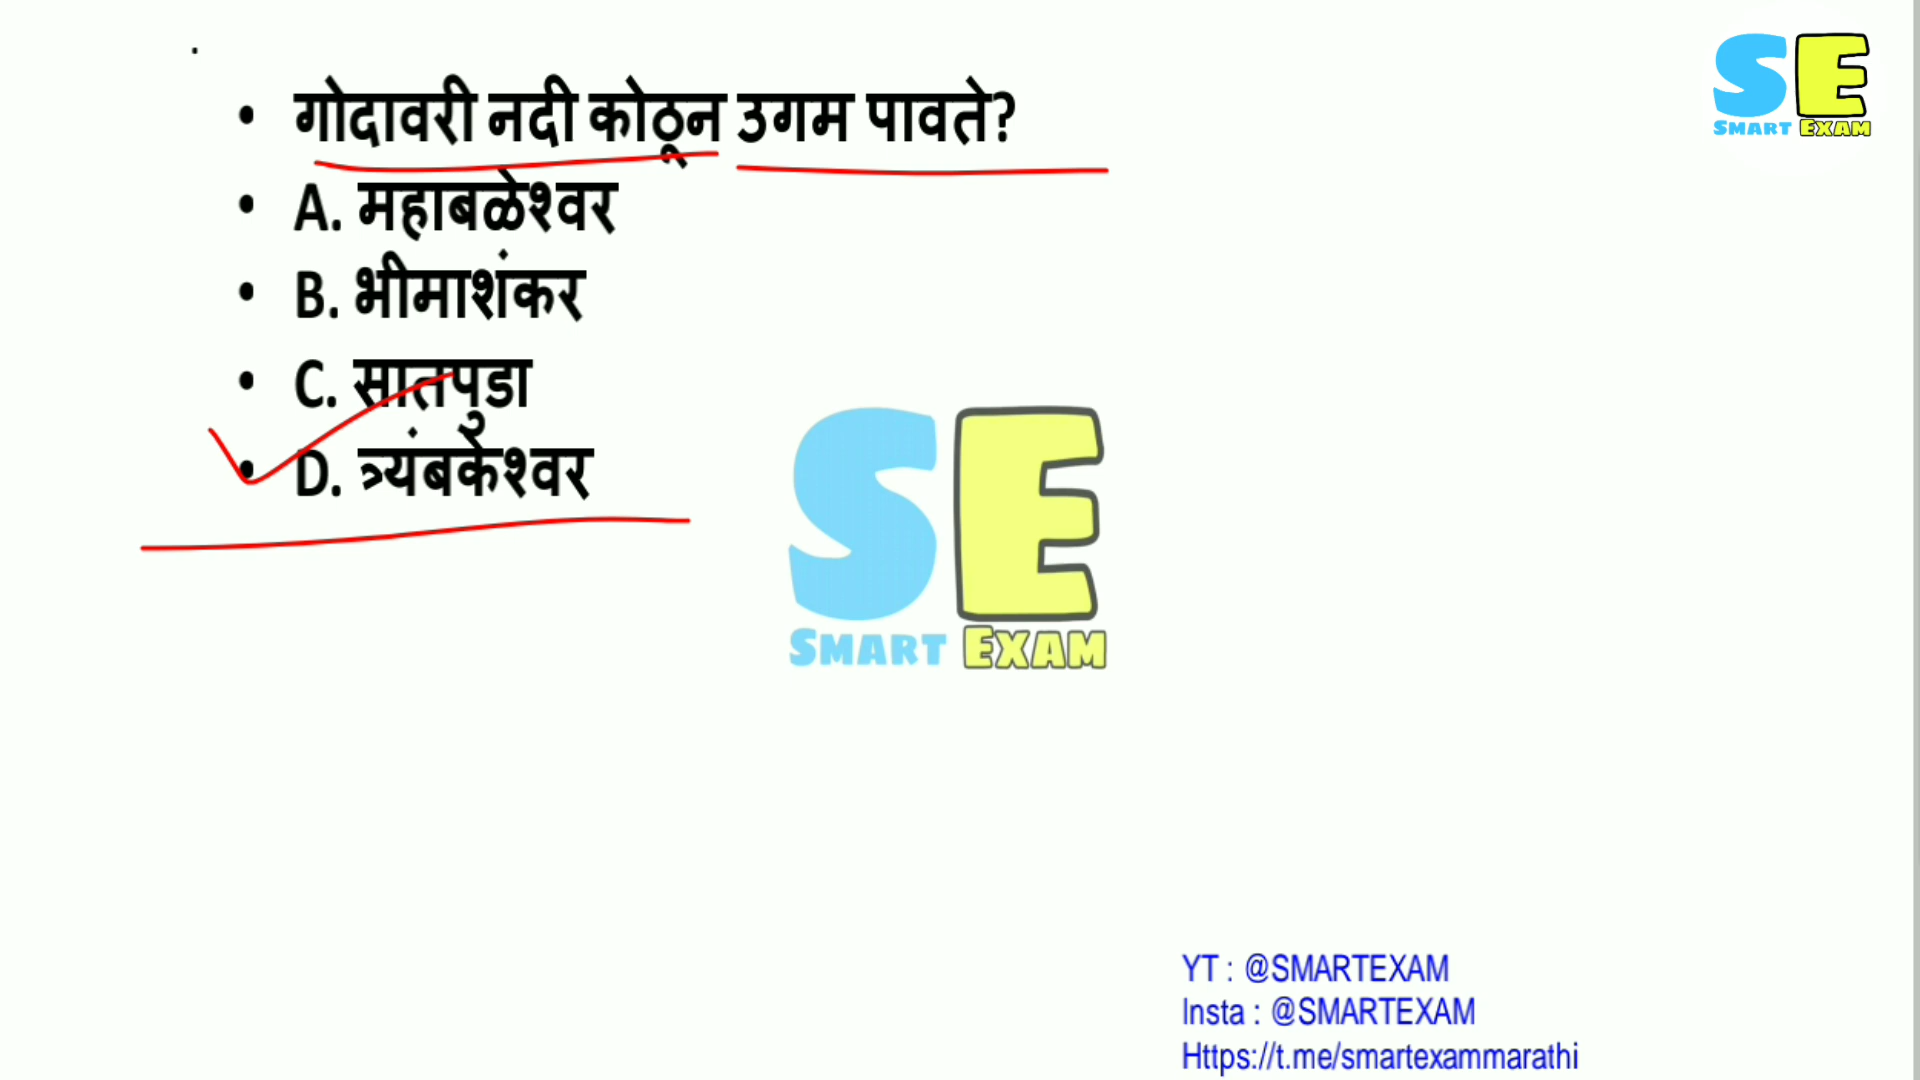 SE
SMART EXAM
• गोदावरी नदी कोठून उगम पावते?
• A. महाबळेश्वर
• B. भीमाशंकर
• C. सातपुडा
• D. त्र्यंबकेश्वर
SE
SMART EXAM
YT : @SMARTEXAM
Insta : @SMARTEXAM
Https://t.me/smartexammarathi